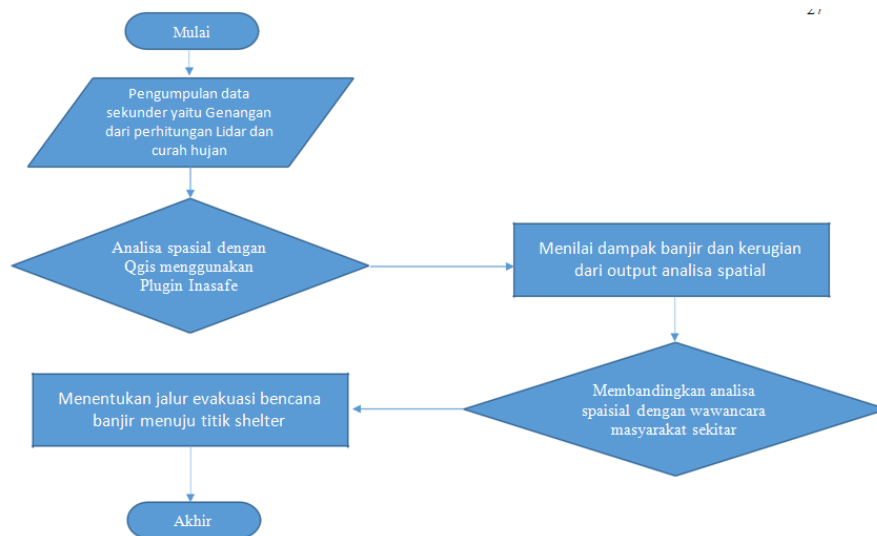 Mulai
Pengumpulan data
sekunder yaitu Genangan
dari perhitungan Lidar dan
curah hujan
Analisa spasial dengan
Qgis menggunakan
Plugin Inasafe
Menilai dampak banjir dan kerugian
dari output analisa spatial
Membandingkan analisa
spaisial dengan wawancara
masyarakat sekitar
Menentukan jalur evakuasi bencana
banjir menuju titik shelter
Akhir